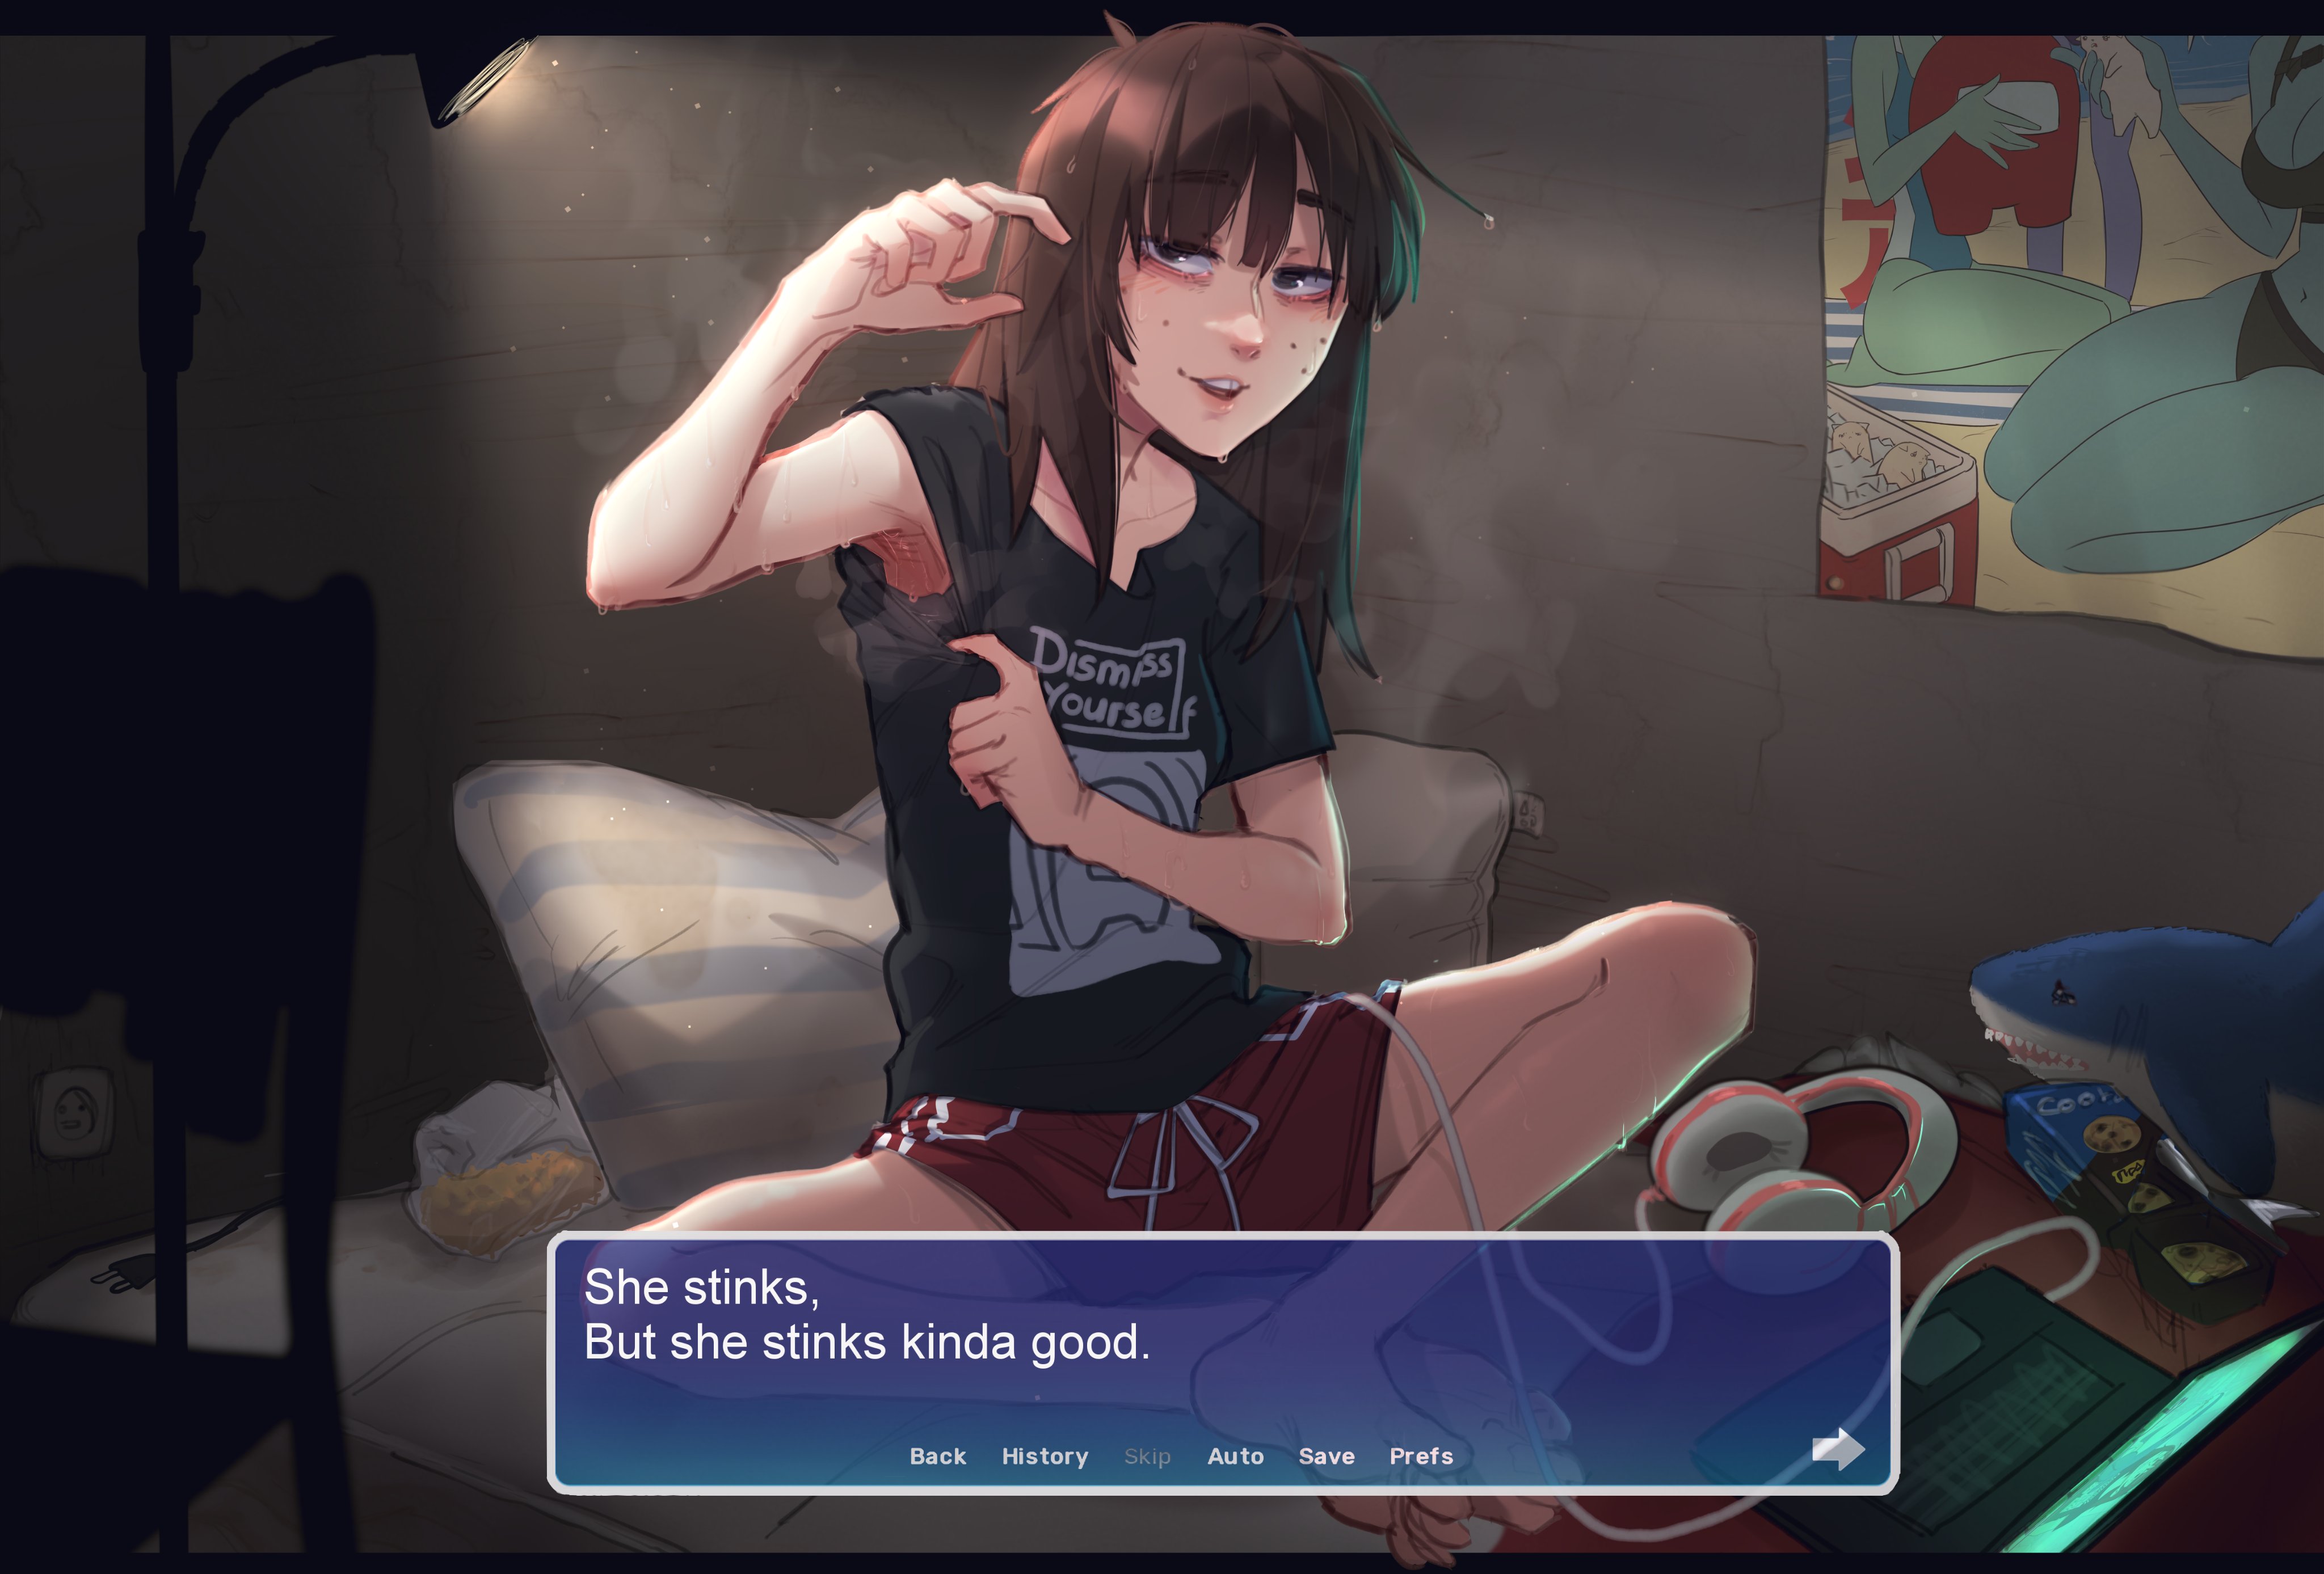 Dismiss
Yourself
She stinks,
But she stinks kinda good.
Back History Skip Auto Save Prefs